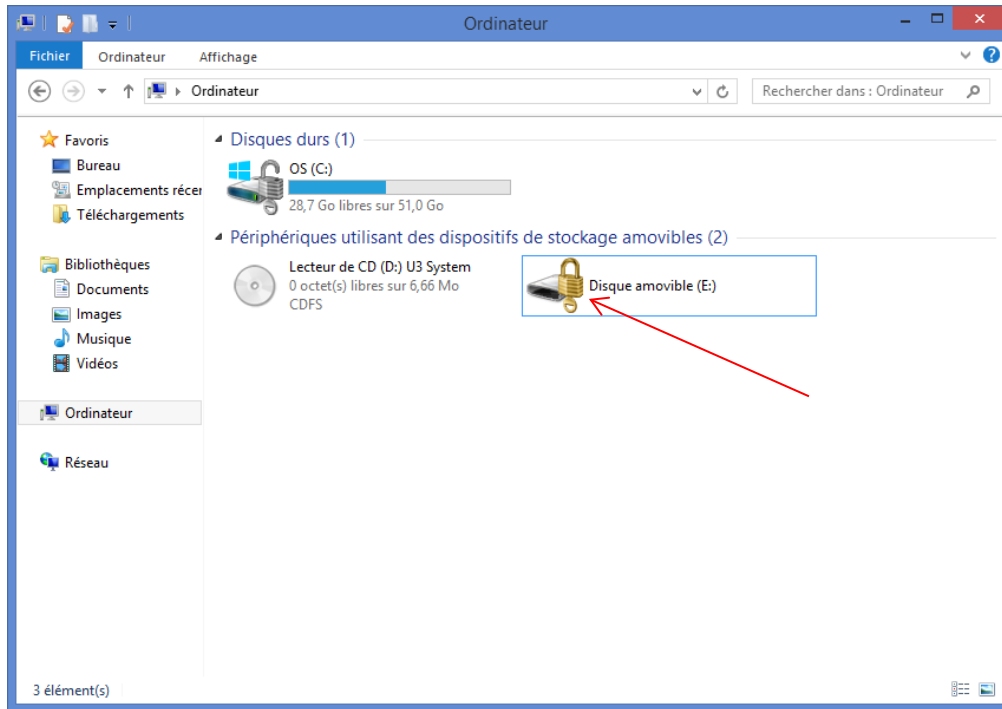 Ordinateur
Fichier Ordinateur Affichage
Ordinateur
Rechercher dans : Ordinateur
Favoris
Bureau
Emplacements récer
Téléchargements
Bibliothèques
Documents
Images
Musique
Vidéos
Ordinateur
Réseau
Disques durs (1)
OS (C:)
28,7 Go libres sur 51,0 Go
Périphériques utilisant des dispositifs de stockage amovibles (2)
Lecteur de CD (D:) U3 System
0 octet(s) libres sur 6,66 Mo
CDFS
Disque amovible (E:)
3 élément(s)